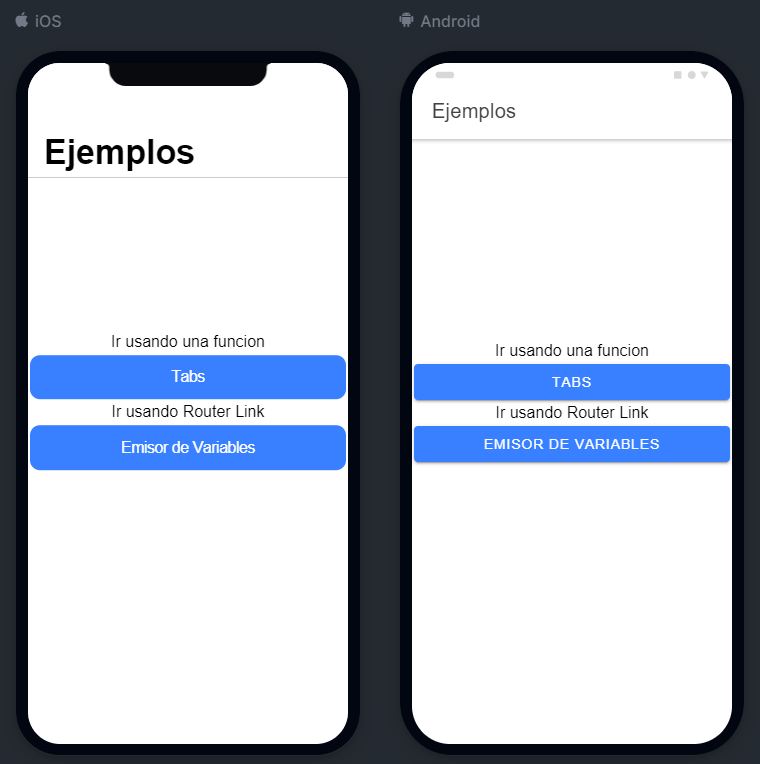 iOS
Ejemplos
Ir usando una funcion
Tabs
Ir usando Router Link
Emisor de Variables
Android
Ejemplos
Ir usando una funcion
TABS
Ir usando Router Link
EMISOR DE VARIABLES